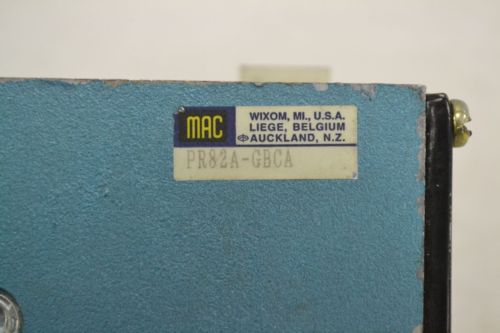 MAC
WIXOM, MI., U.S.A.
LIEGE, BELGIUM
AUCKLAND, N.Z.
PR82A-GBCA